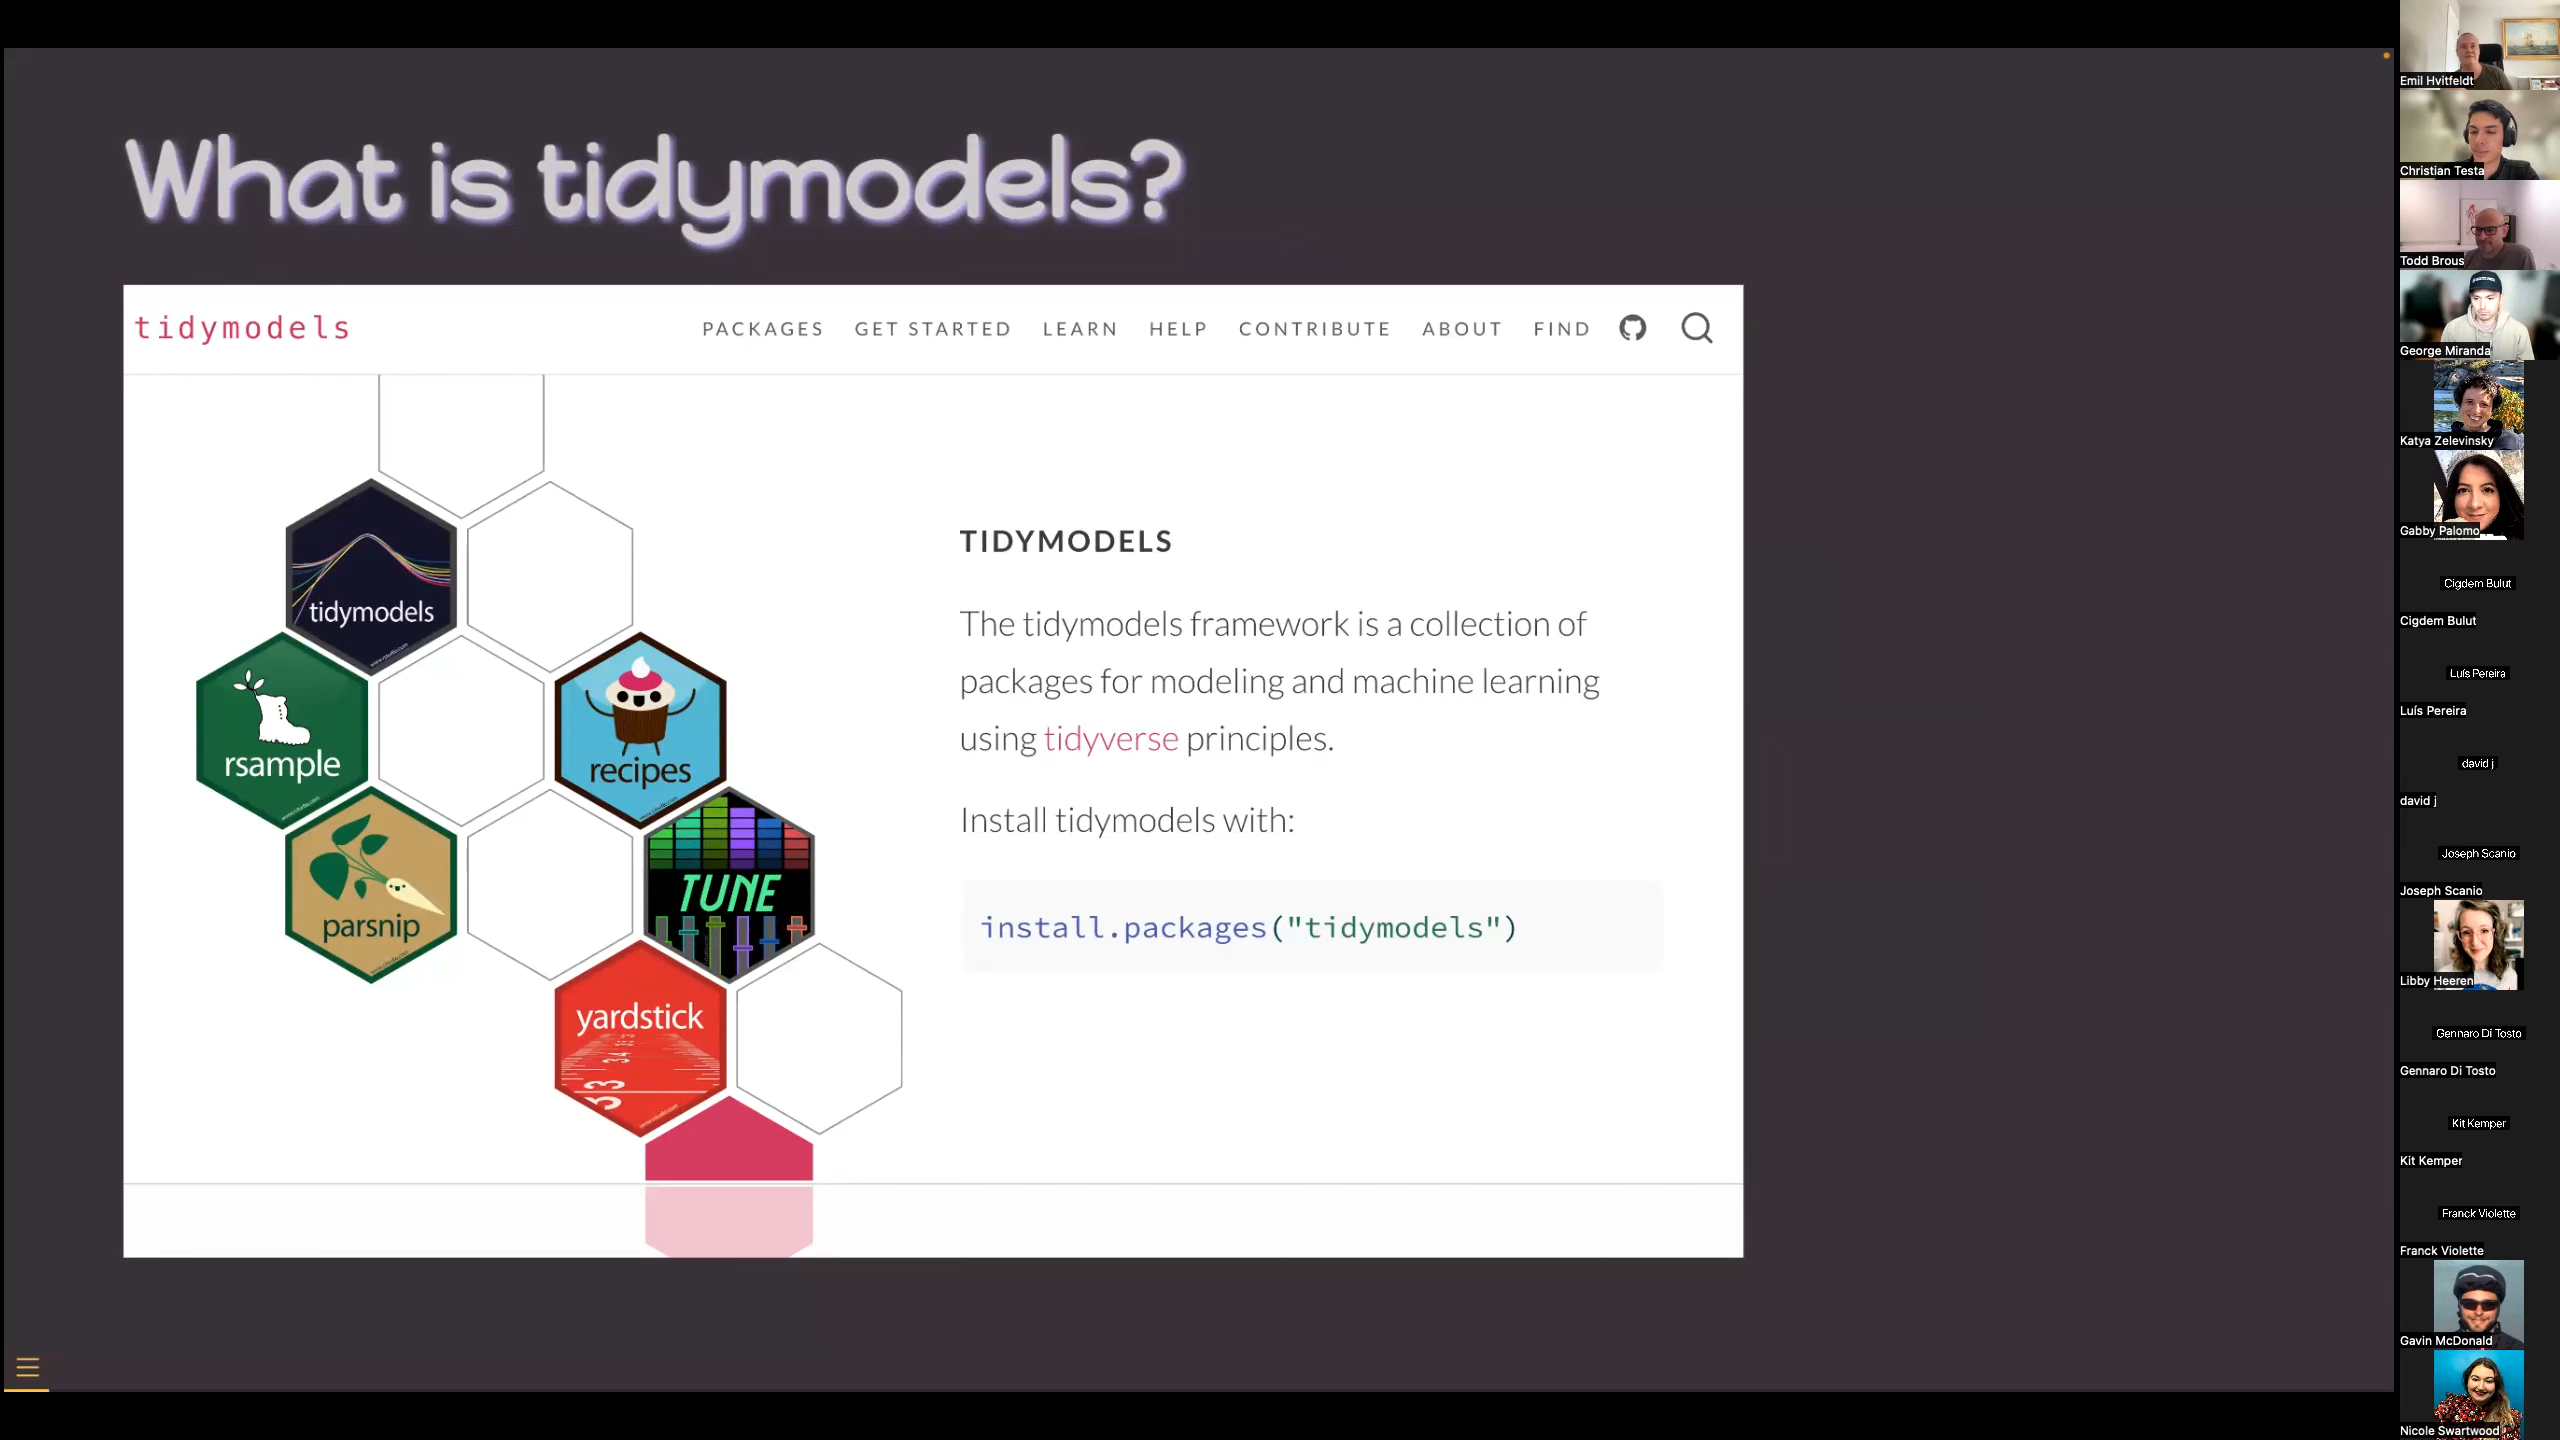 What is tidymodels?
tidymodels
PACKAGES GET STARTED LEARN HELP CONTRIBUTE ABOUT FIND
tidymodels
rsample
recipes
parsnip
TUNE
yardstick
TIDYMODELS
The tidymodels framework is a collection of
packages for modeling and machine learning
using tidyverse principles.
Install tidymodels with:
install.packages("tidymodels")
Emil Hvitfeldt
Christian Testa
Todd Brous
George Miranda
Katya Zelevinsky
Gabby Palomo
Cigdem Bulut
Cigdem Bulut
Luís Pereira
Luís Pereira
david j
david j
Joseph Scanio
Joseph Scanio
Libby Heeren
Gennaro Di Tosto
Gennaro Di Tosto
Kit Kemper
Kit Kemper
Franck Violette
Franck Violette
Gavin McDonald
Nicole Swartwood